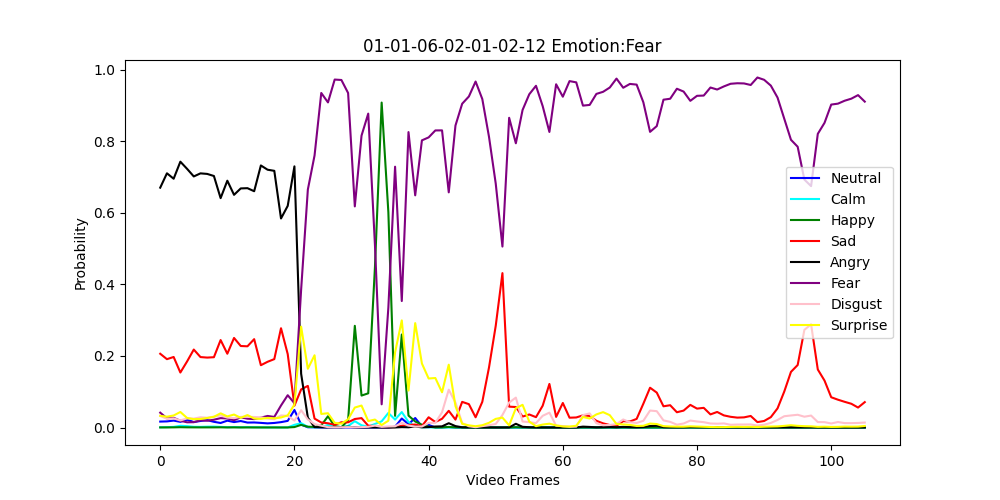 01-01-06-02-01-02-12 Emotion:Fear
1.0
0.8
0.6
0.4
0.2
0.0
Probability
0 20 40 60 80 100
Video Frames
Neutral
Calm
Happy
Sad
Angry
Fear
Disgust
Surprise